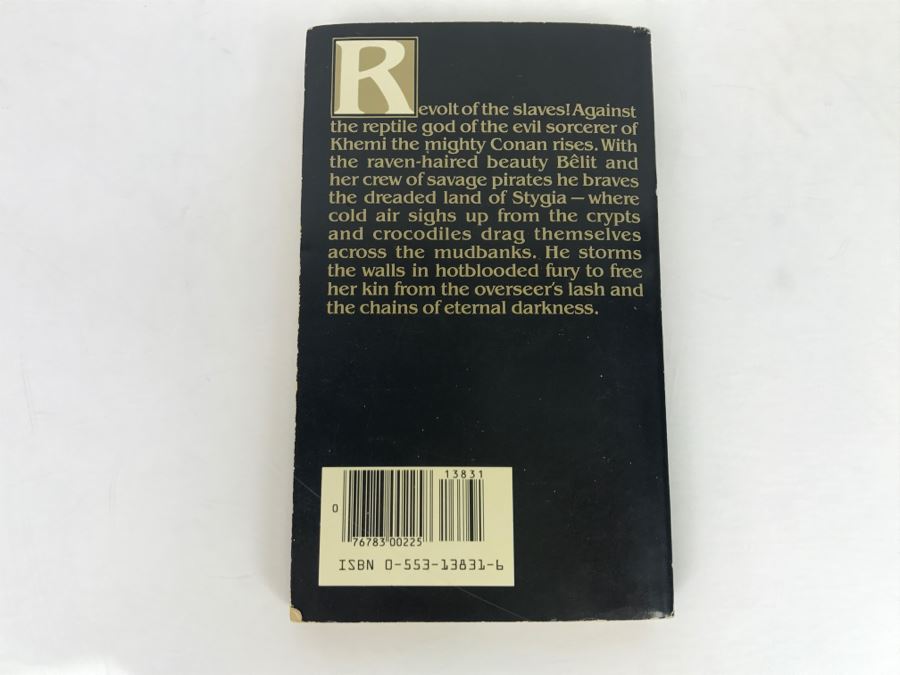 Revolt of the slaves! Against
the reptile god of the evil sorcerer of
Khemi the mighty Conan rises. With
the raven-haired beauty Bêlit and
her crew of savage pirates he braves
the dreaded land of Stygia — where
cold air sighs up from the crypts
and crocodiles drag themselves
across the mudbanks. He storms
the walls in hotblooded fury to free
her kin from the overseer's lash and
the chains of eternal darkness.
13831
0
76783 00225
ISBN 0-553-13831-6